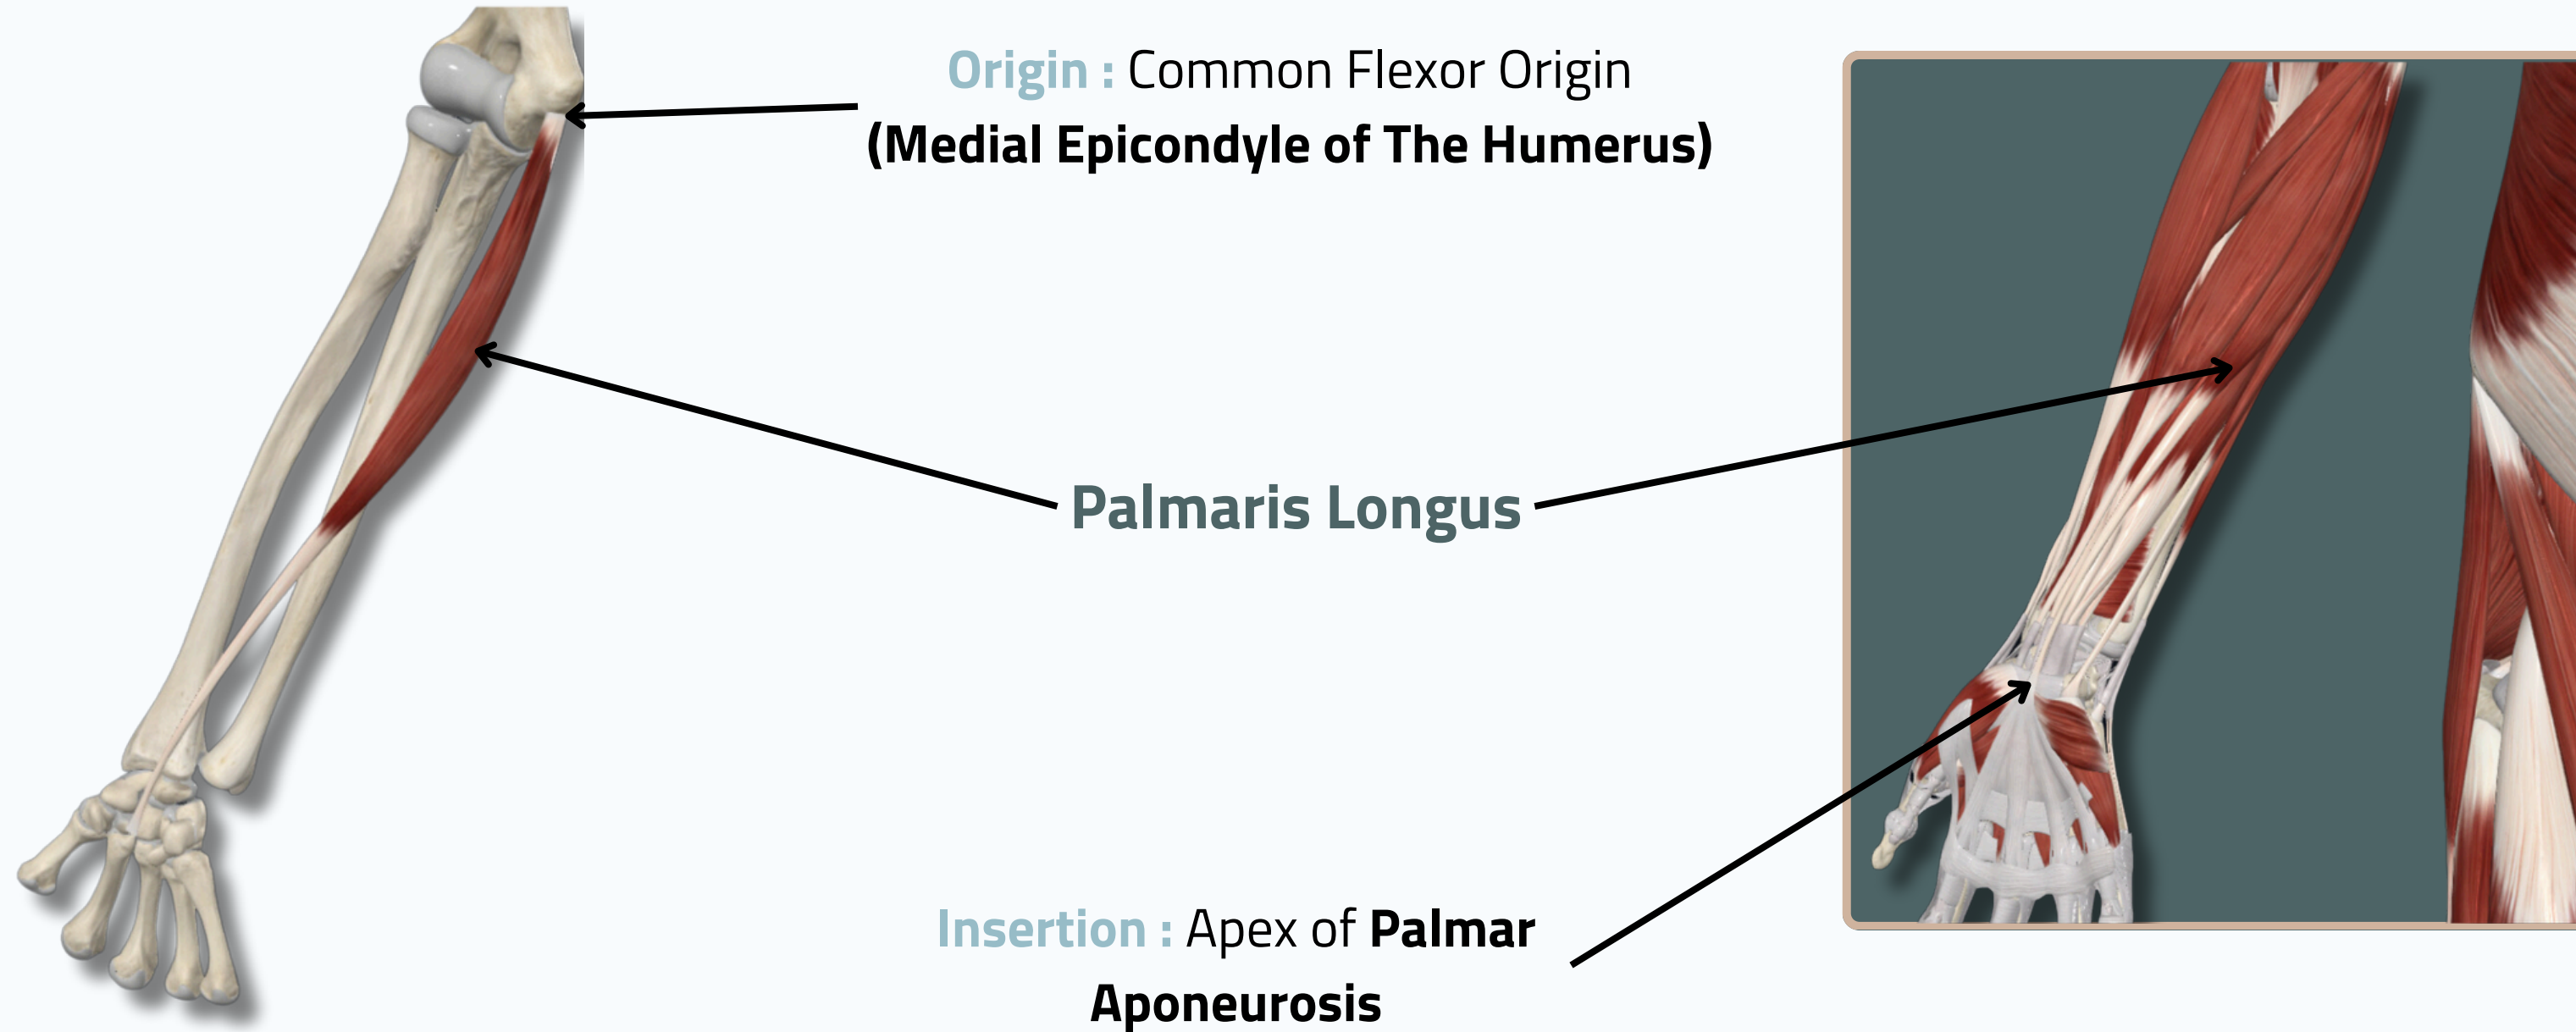 Origin : Common Flexor Origin
(Medial Epicondyle of The Humerus)
Palmaris Longus
Insertion : Apex of Palmar
Aponeurosis